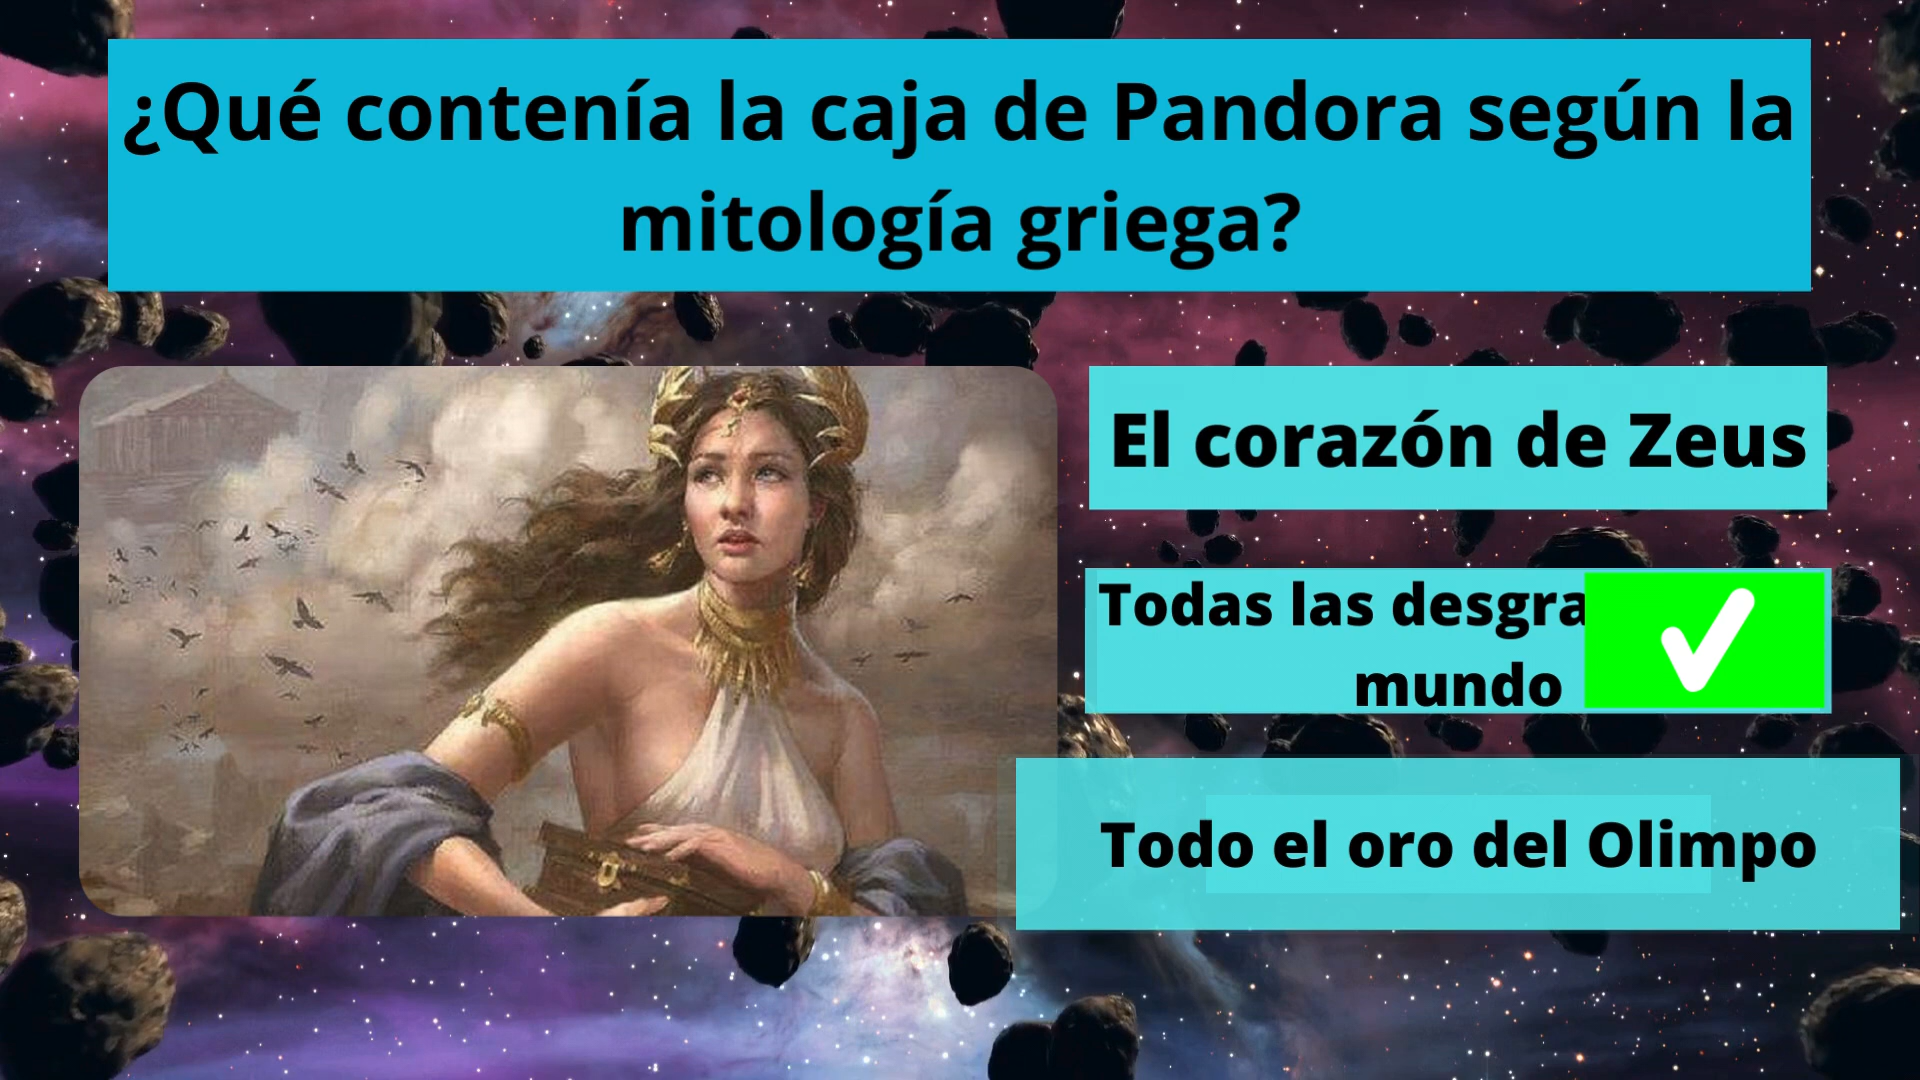 ¿Qué contenía la caja de Pandora según la
mitología griega?
El corazón de Zeus
Todas las desgra
mundo
Todo el oro del Olimpo